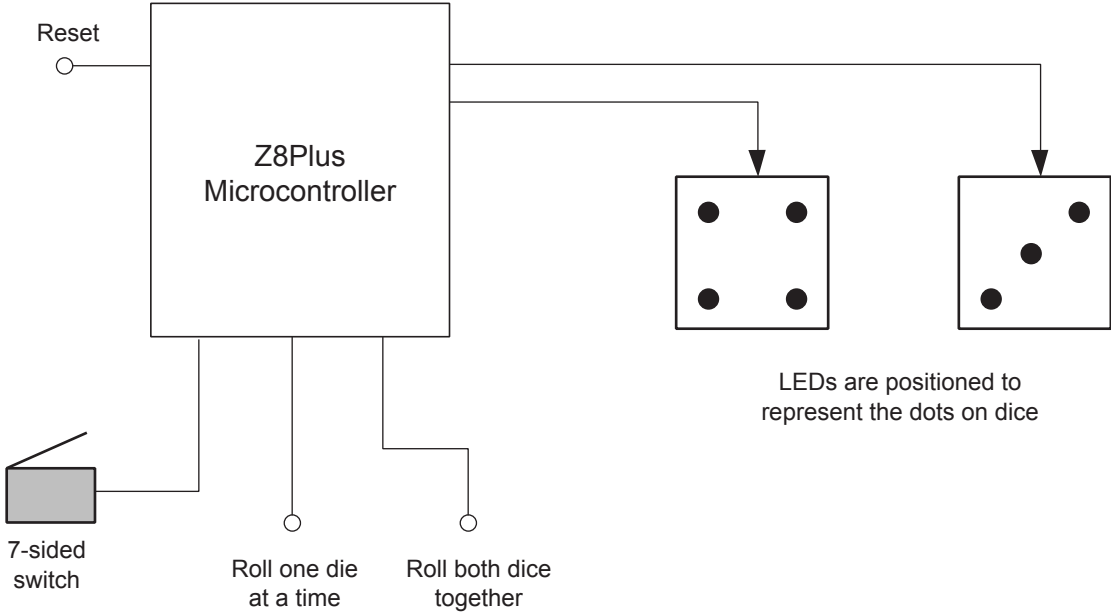 Reset
Z8Plus
Microcontroller
LEDs are positioned to
represent the dots on dice
7-sided
switch
Roll one die
at a time
Roll both dice
together